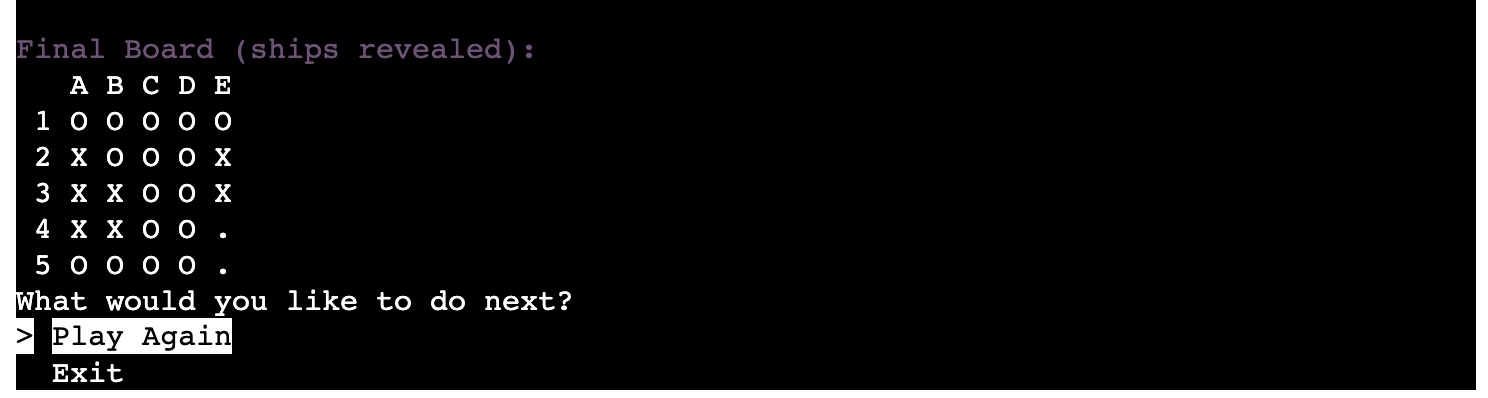 Final Board (ships revealed):
   A B C D E
 1 O O O O O
 2 X O O O X
 3 X X O O X
 4 X X O O .
 5 O O O O .
What would you like to do next?
> Play Again
  Exit